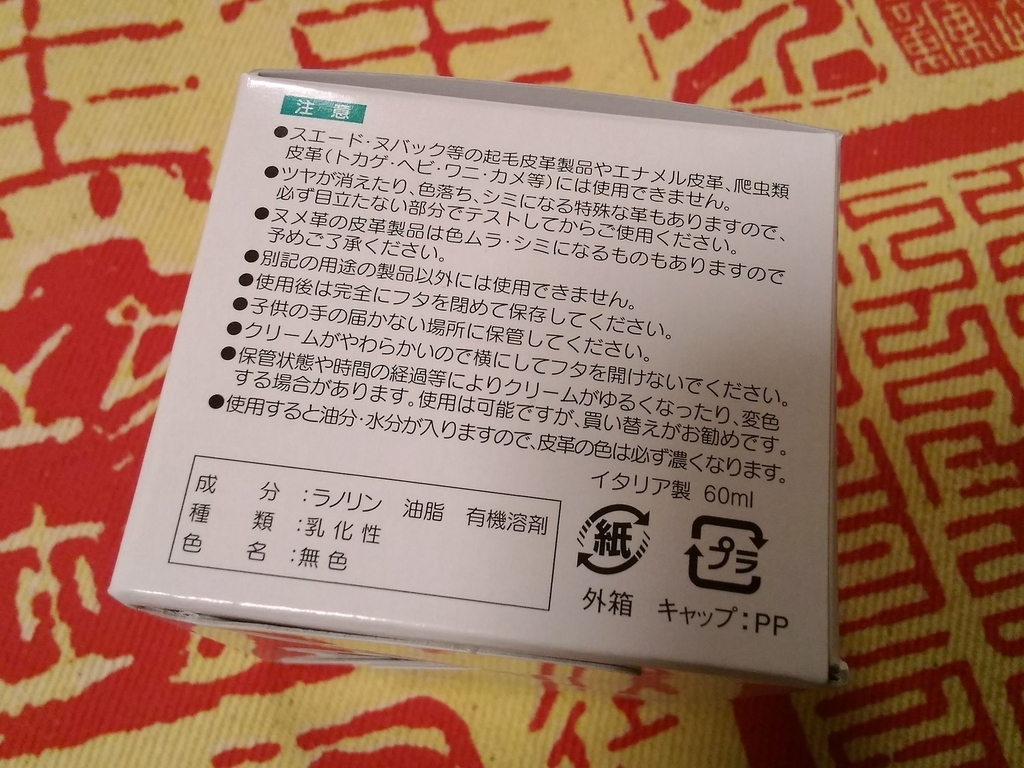 注意
●スエード・ヌバック等の起毛皮革製品やエナメル皮革、爬虫類
皮革(トカゲ・ヘビ・ワニ・カメ等)には使用できません。
●ツヤが消えたり、色落ち、シミになる特殊な革もありますので、
必ず目立たない部分でテストしてからご使用ください。
●ヌメ革の皮革製品は色ムラ・シミになるものもありますので
予めご了承ください。
●別記の用途の製品以外には使用できません。
●使用後は完全にフタを閉めて保存してください。
●子供の手の届かない場所に保管してください。
●クリームがやわらかいので横にしてフタを開けないでください。
●保管状態や時間の経過等によりクリームがゆるくなったり、変色
する場合があります。使用は可能ですが、買い替えがお勧めです。
●使用すると油分・水分が入りますので、皮革の色は必ず濃くなります。
イタリア製 60ml
成分:ラノリン 油脂 有機溶剤
種類:乳化性
色名:無色
紙 プラ
外箱 キャップ:PP